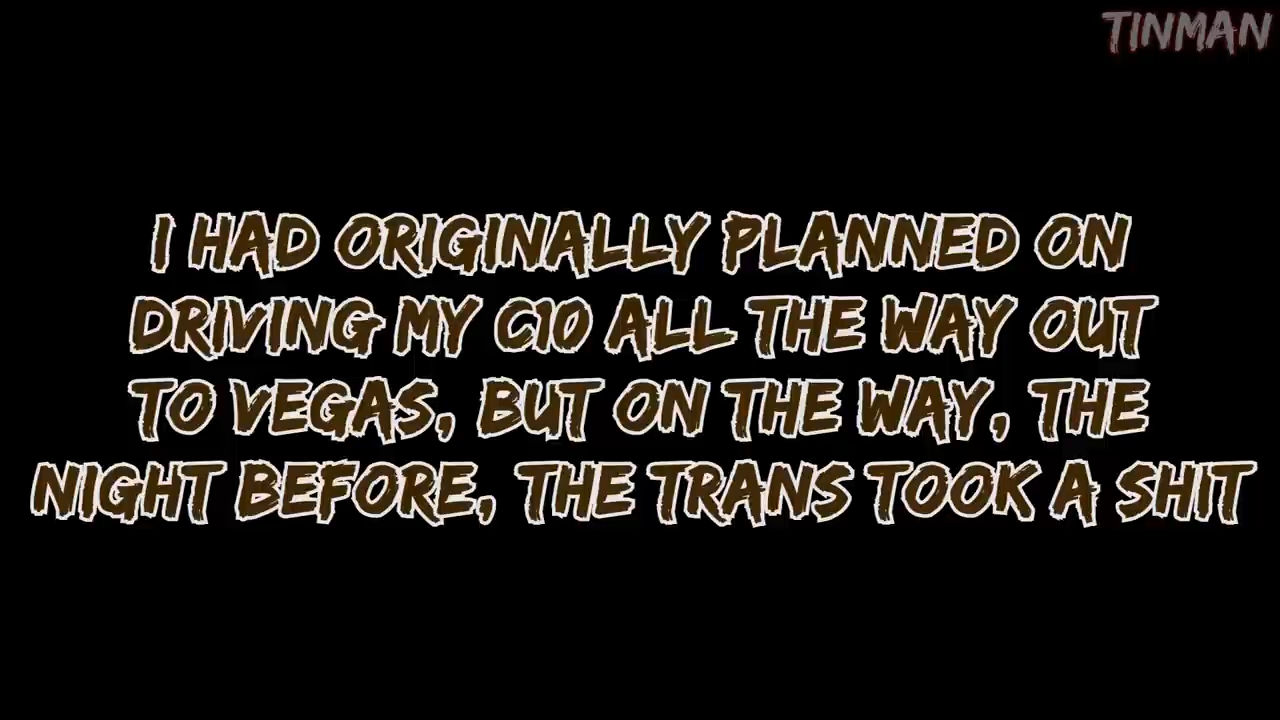 TINMAN
I HAD ORIGINALLY PLANNED ON
DRIVING MY C10 ALL THE WAY OUT
TO VEGAS, BUT ON THE WAY, THE
NIGHT BEFORE, THE TRANS TOOK A SHIT